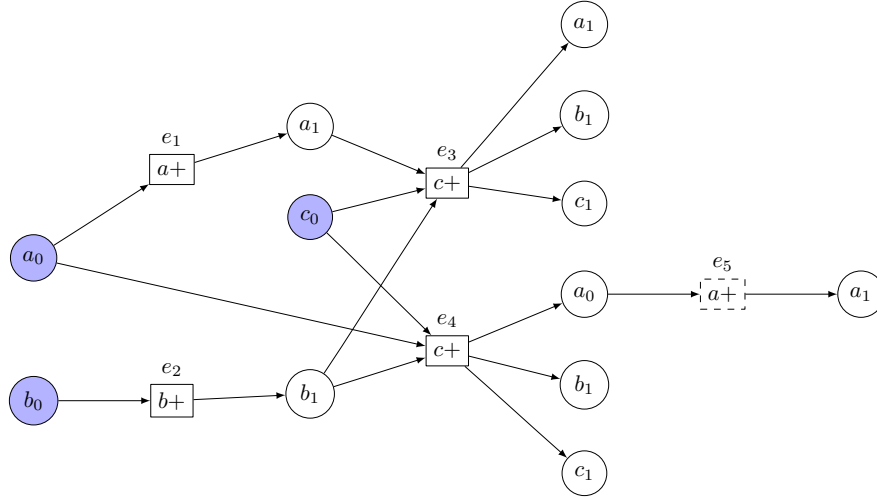 a₁
e₁
a₁
b₁
e₃
a+
c+
c₀
c₁
a₀
e₅
a₀
a+
a₁
e₄
c+
e₂
b₀
b+
b₁
b₁
c₁